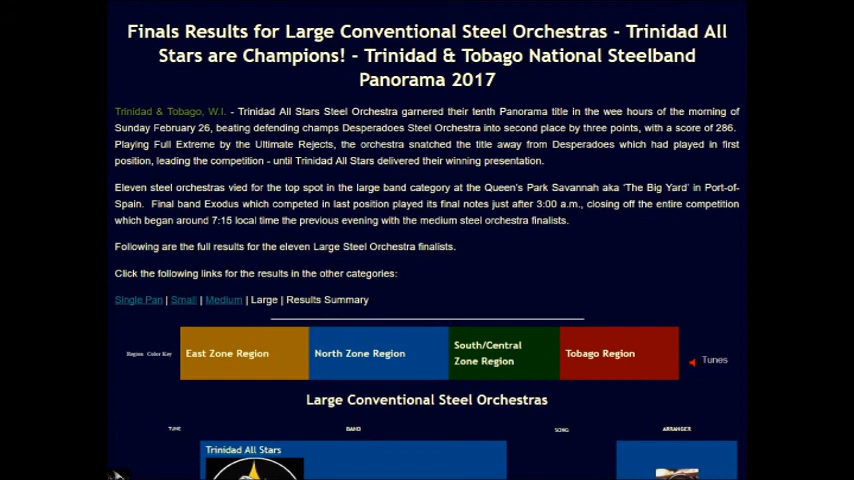 Finals Results for Large Conventional Steel Orchestras - Trinidad All
Stars are Champions! - Trinidad & Tobago National Steelband
Panorama 2017
Trinidad & Tobago, W.I. - Trinidad All Stars Steel Orchestra garnered their tenth Panorama title in the wee hours of the morning of
Sunday February 26, beating defending champs Desperadoes Steel Orchestra into second place by three points, with a score of 286.
Playing Full Extreme by the Ultimate Rejects, the orchestra snatched the title away from Desperadoes which had played in first
position, leading the competition - until Trinidad All Stars delivered their winning presentation.
Eleven steel orchestras vied for the top spot in the large band category at the Queen's Park Savannah aka 'The Big Yard' in Port-of-
Spain. Final band Exodus which competed in last position played its final notes just after 3:00 a.m., closing off the entire competition
which began around 7:15 local time the previous evening with the medium steel orchestra finalists.
Following are the full results for the eleven Large Steel Orchestra finalists.
Click the following links for the results in the other categories:
Single Pan | Small | Medium | Large | Results Summary
Region Color Key
East Zone Region
North Zone Region
South/Central
Zone Region
Tobago Region
Tunes
Large Conventional Steel Orchestras
TUNE BAND SONG ARRANGER
Trinidad All Stars